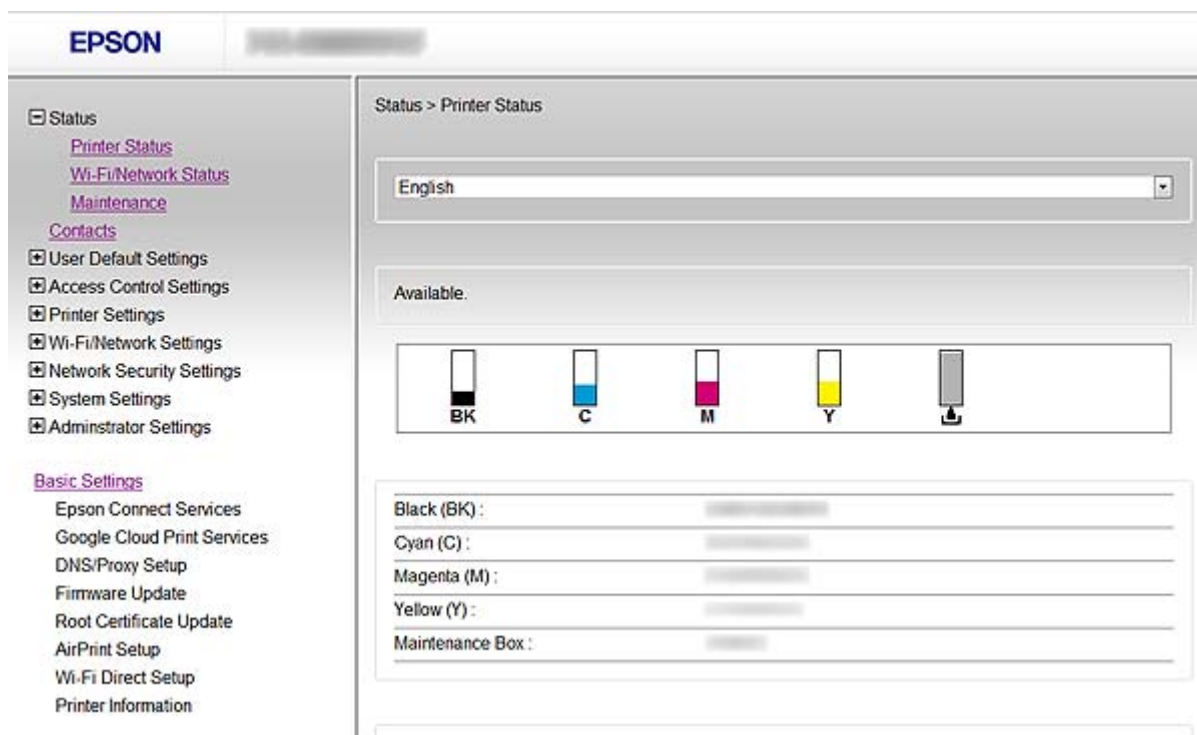 EPSON
Status
Printer Status
Wi-Fi/Network Status
Maintenance
Contacts
User Default Settings
Access Control Settings
Printer Settings
Wi-Fi/Network Settings
Network Security Settings
System Settings
Adminstrator Settings
Basic Settings
Epson Connect Services
Google Cloud Print Services
DNS/Proxy Setup
Firmware Update
Root Certificate Update
AirPrint Setup
Wi-Fi Direct Setup
Printer Information
Status > Printer Status
English
Available.
BK C M Y
Black (BK) :
Cyan (C) :
Magenta (M) :
Yellow (Y) :
Maintenance Box :